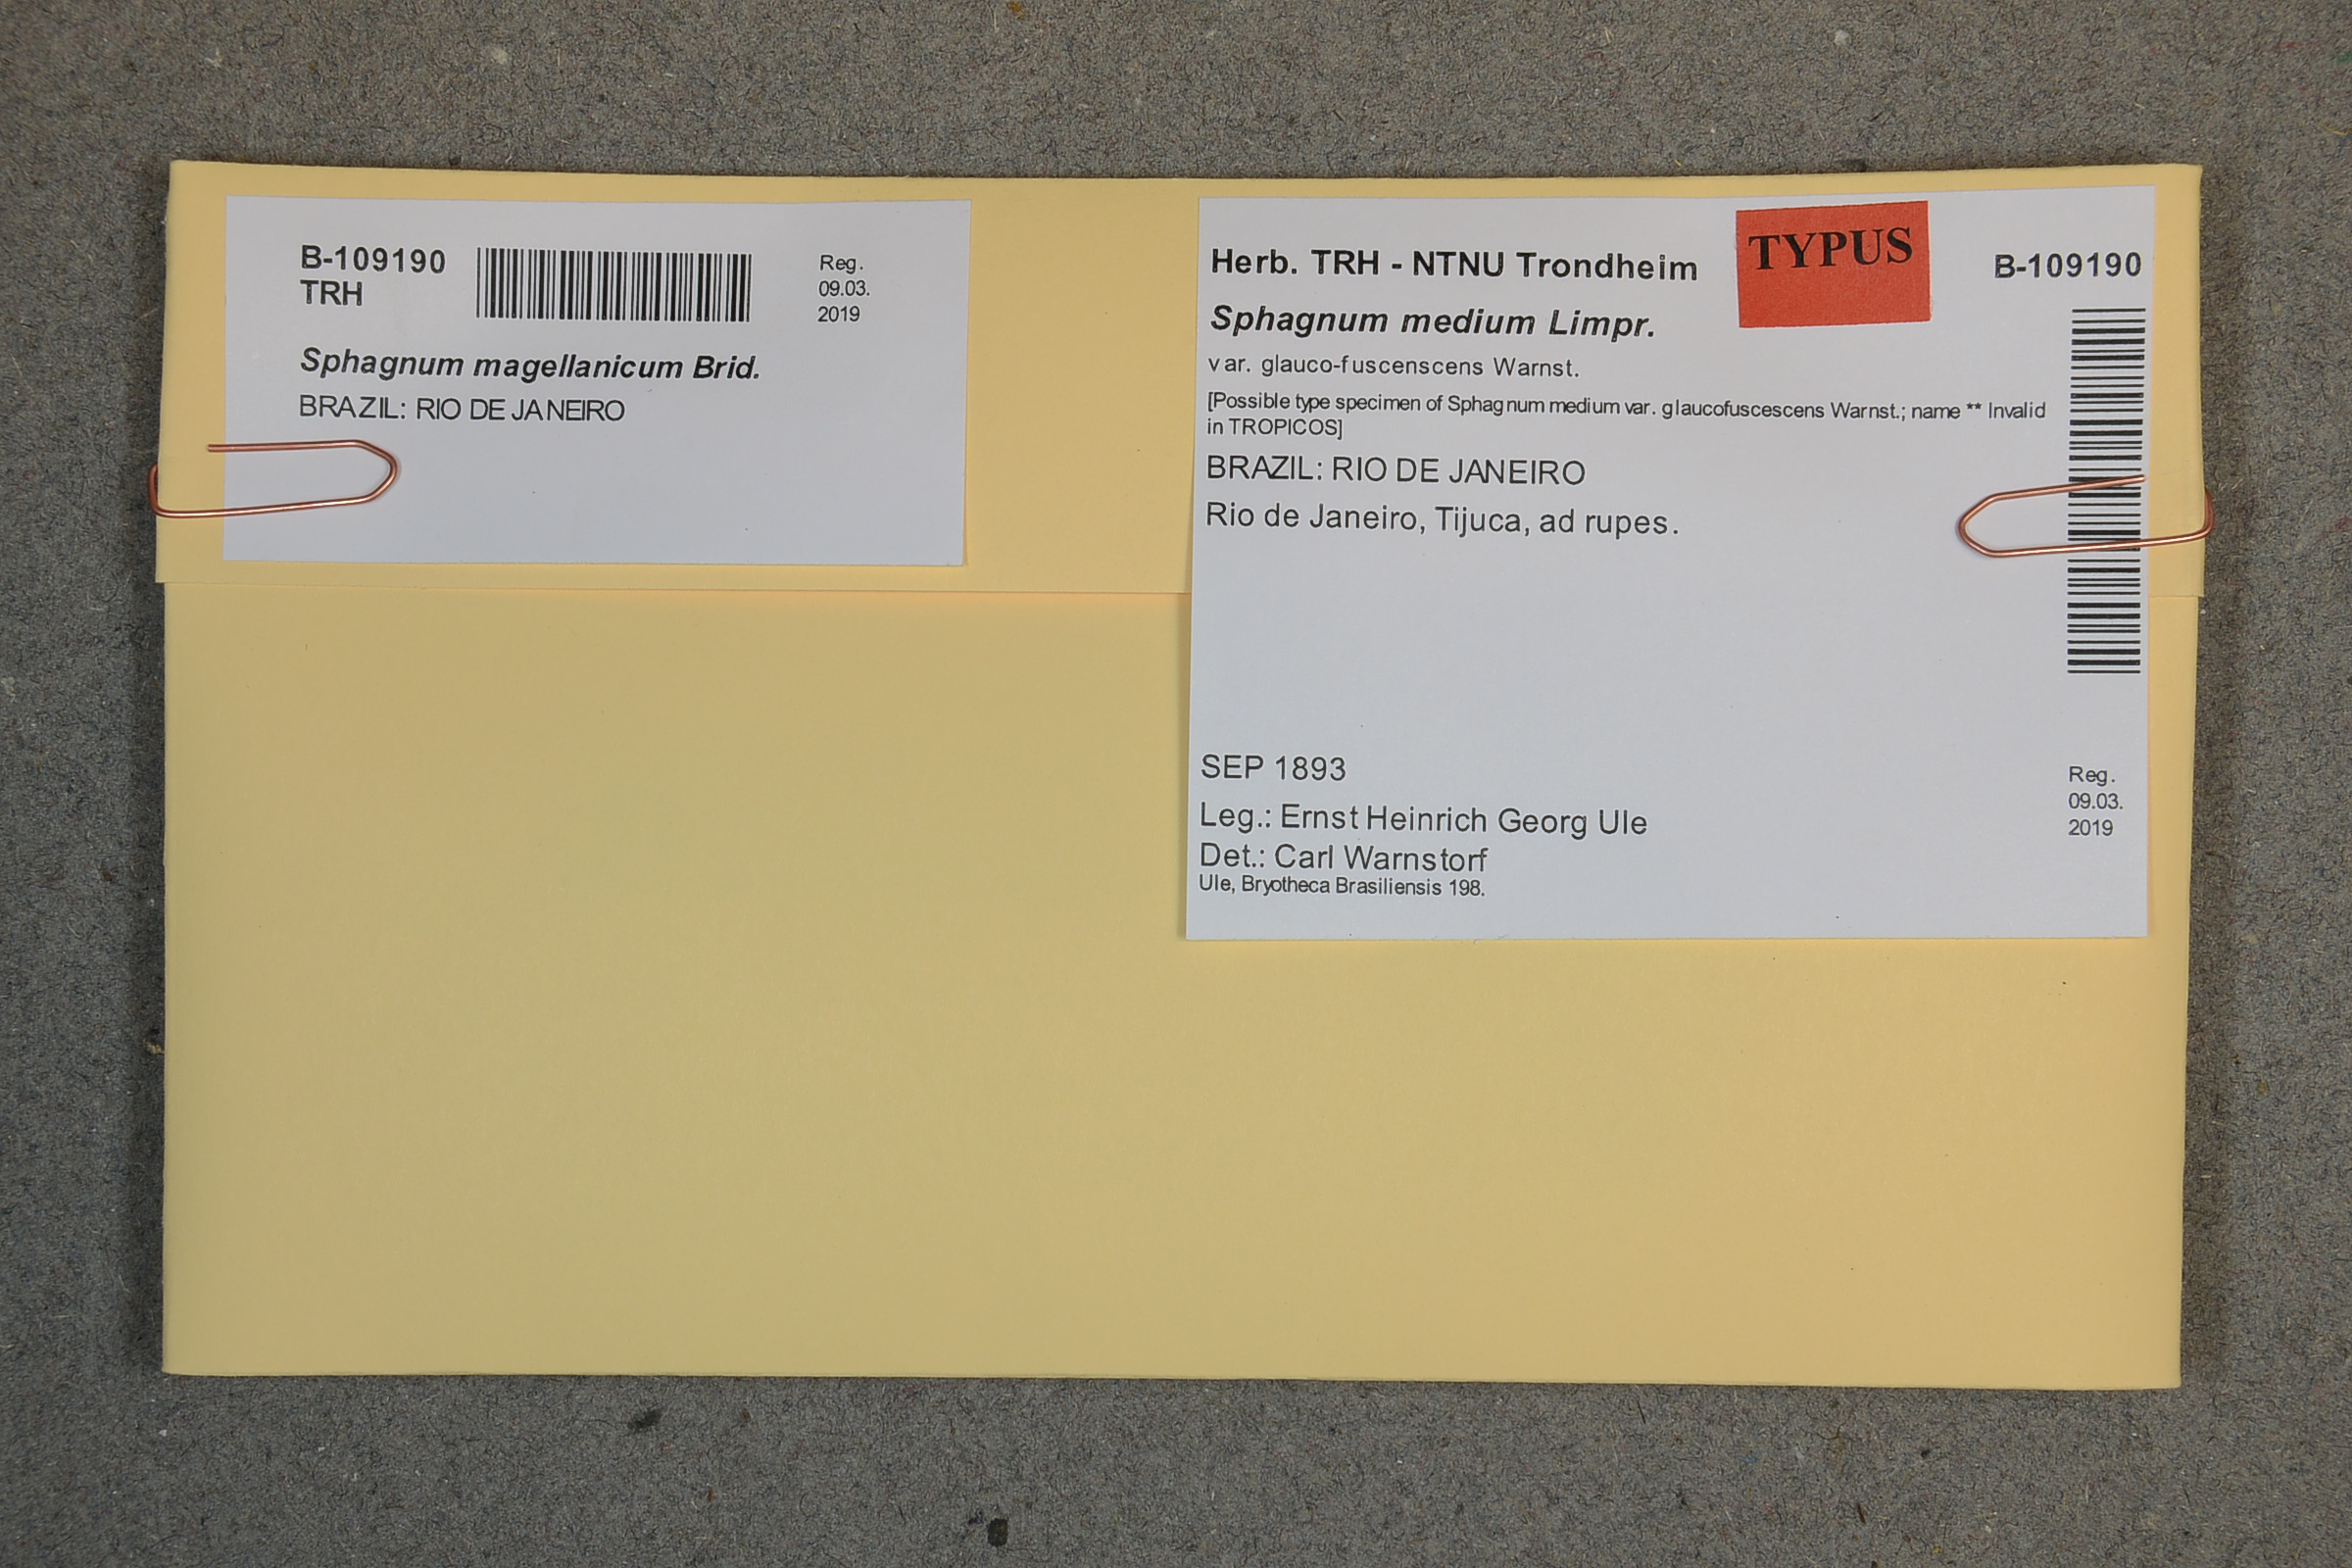 B-109190
TRH
Reg.
09.03.
2019
Sphagnum magellanicum Brid.
BRAZIL: RIO DE JANEIRO
Herb. TRH - NTNU Trondheim
TYPUS
B-109190
Sphagnum medium Limpr.
var. glauco-fuscenscens Warnst.
[Possible type specimen of Sphagnum medium var. glaucofuscescens Warnst.; name ** Invalid
in TROPICOS]
BRAZIL: RIO DE JANEIRO
Rio de Janeiro, Tijuca, ad rupes.
SEP 1893
Leg.: Ernst Heinrich Georg Ule
Det.: Carl Warnstorf
Ule, Bryotheca Brasiliensis 198.
Reg.
09.03.
2019